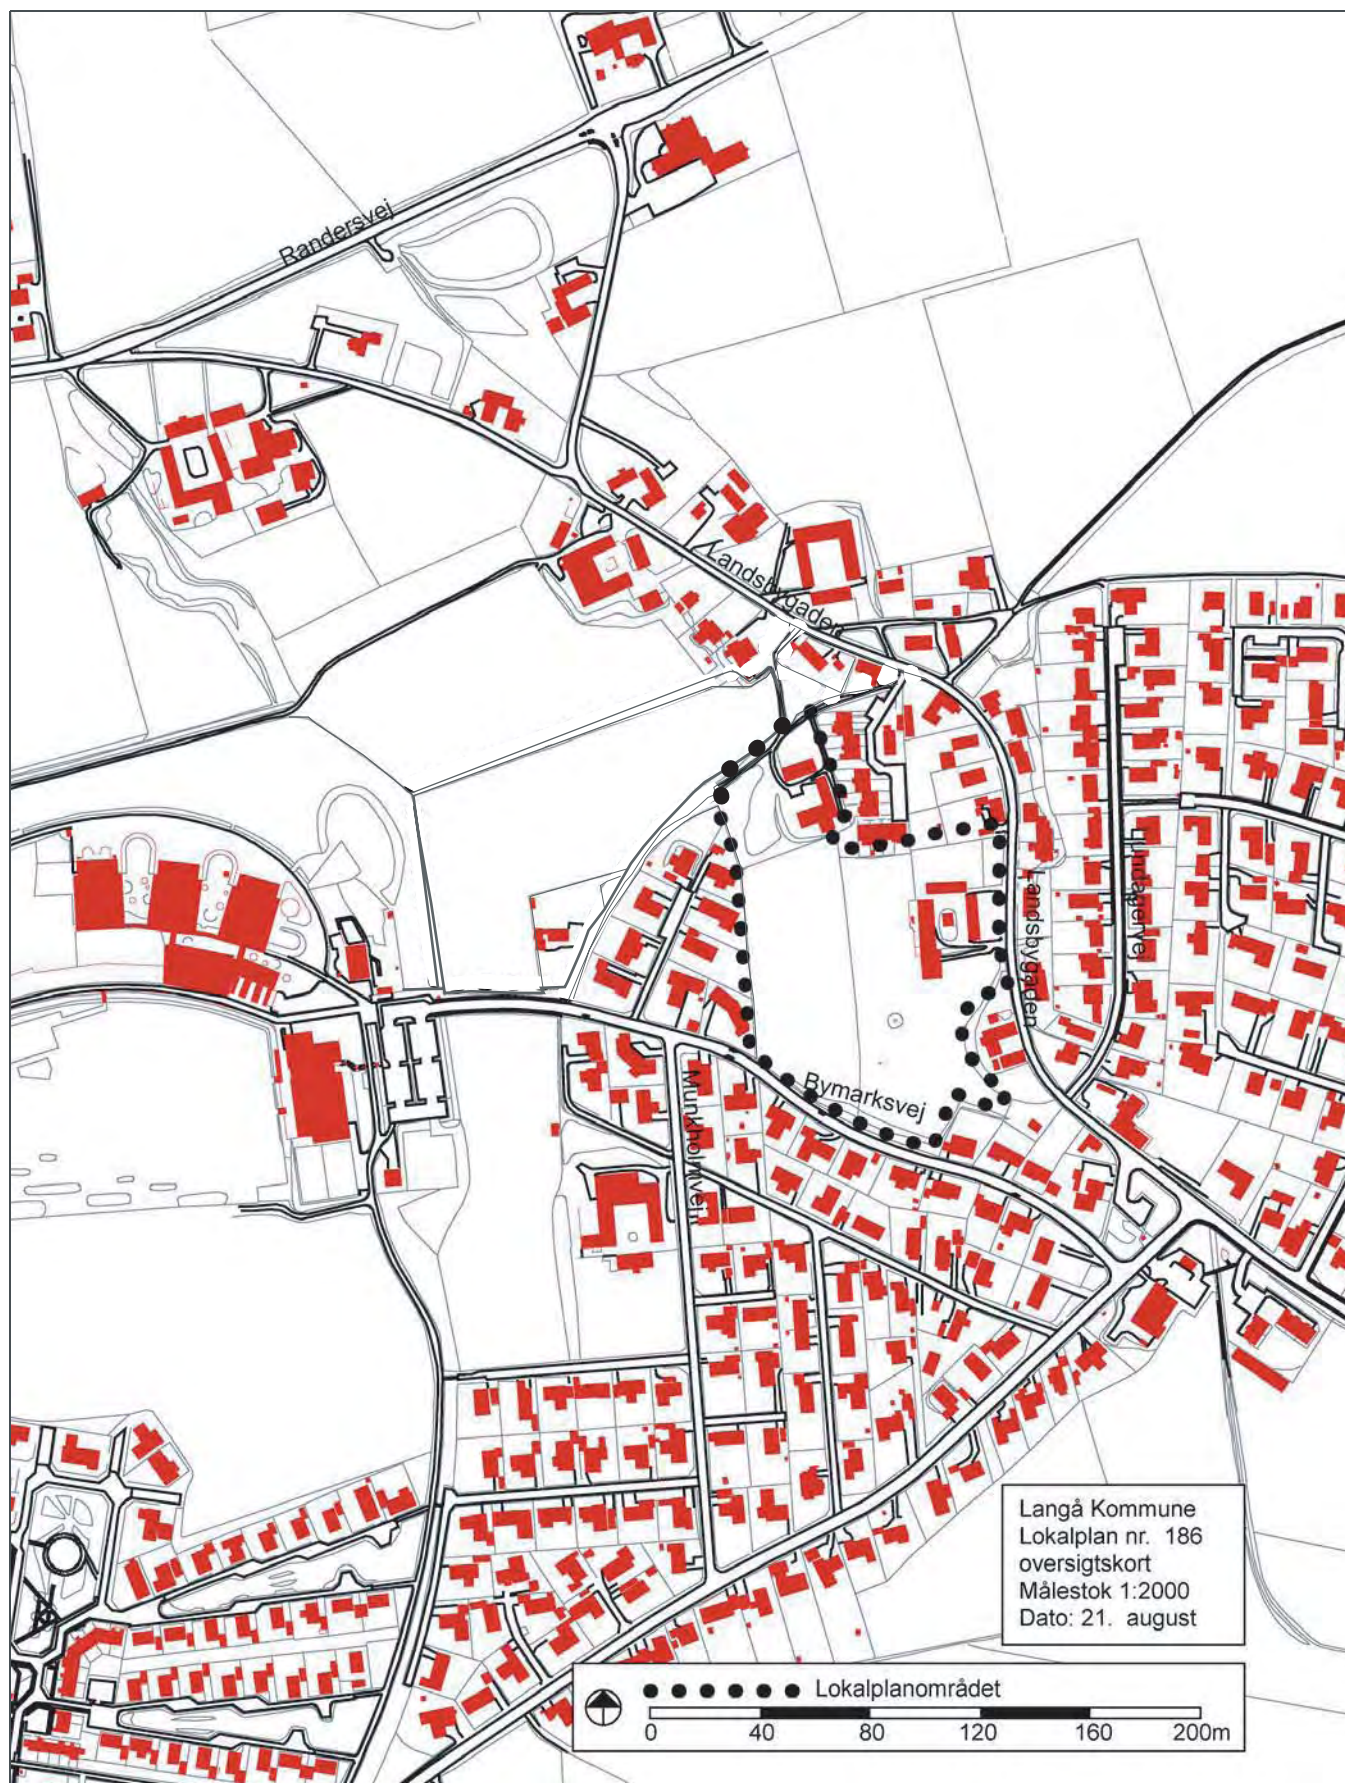 Randersvej
Landsbygaden
Landsbygaden
Hundagervej
Bymarksvej
Munkholmvej
Langå Kommune
Lokalplan nr. 186
oversigtskort
Målestok 1:2000
Dato: 21. august
Lokalplanområdet
0 40 80 120 160 200m